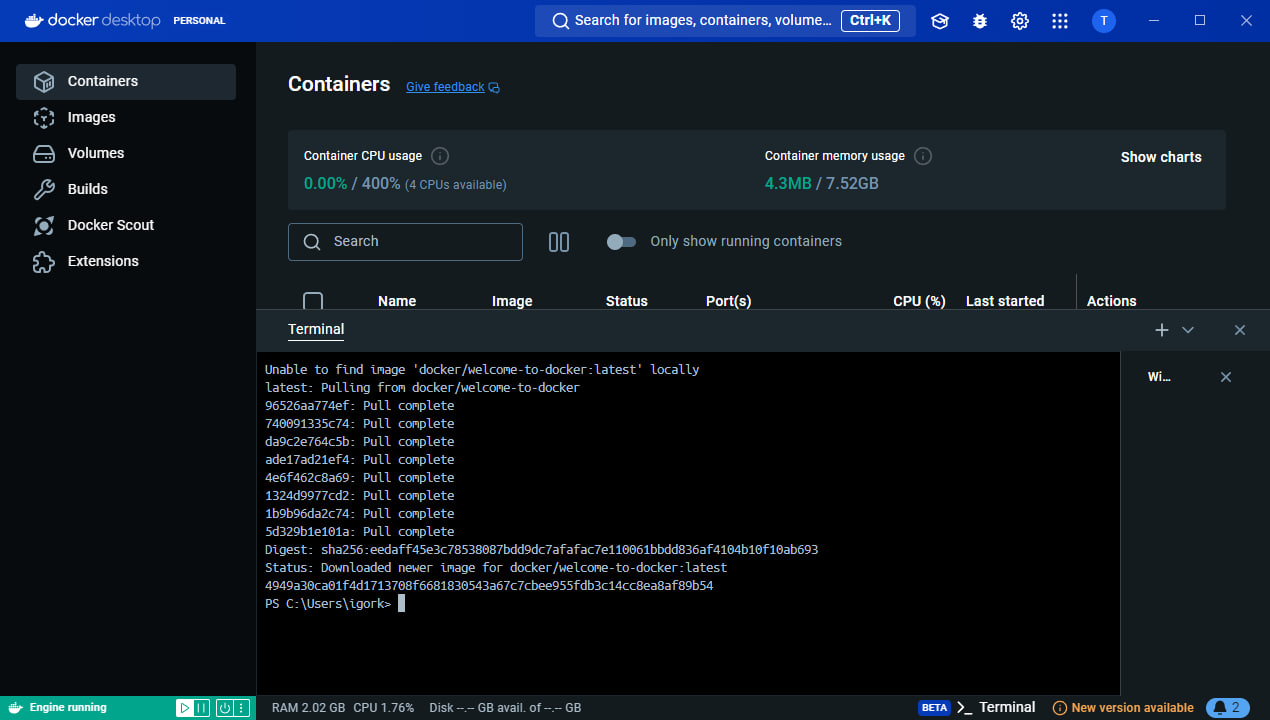 docker desktop PERSONAL
Search for images, containers, volume... Ctrl+K
T
Containers
Images
Volumes
Builds
Docker Scout
Extensions
Containers Give feedback
Container CPU usage
0.00% / 400% (4 CPUs available)
Container memory usage
4.3MB / 7.52GB
Show charts
Search
Only show running containers
Name Image Status Port(s) CPU (%) Last started Actions
Terminal
Unable to find image 'docker/welcome-to-docker:latest' locally
latest: Pulling from docker/welcome-to-docker
96526aa774ef: Pull complete
740091335c74: Pull complete
da9c2e764c5b: Pull complete
ade17ad21ef4: Pull complete
4e6f462c8a69: Pull complete
1324d9977cd2: Pull complete
1b9b96da2c74: Pull complete
5d329b1e101a: Pull complete
Digest: sha256:eedaff45e3c78538087bdd9dc7afafac7e110061bbdd836af4104b10f10ab693
Status: Downloaded newer image for docker/welcome-to-docker:latest
4949a30ca01f4d1713708f6681830543a67c7cbee955fdb3c14cc8ea8af89b54
PS C:\Users\igork>
Wi...
Engine running
RAM 2.02 GB CPU 1.76% Disk --.-- GB avail. of --.-- GB
BETA >_ Terminal
New version available
2